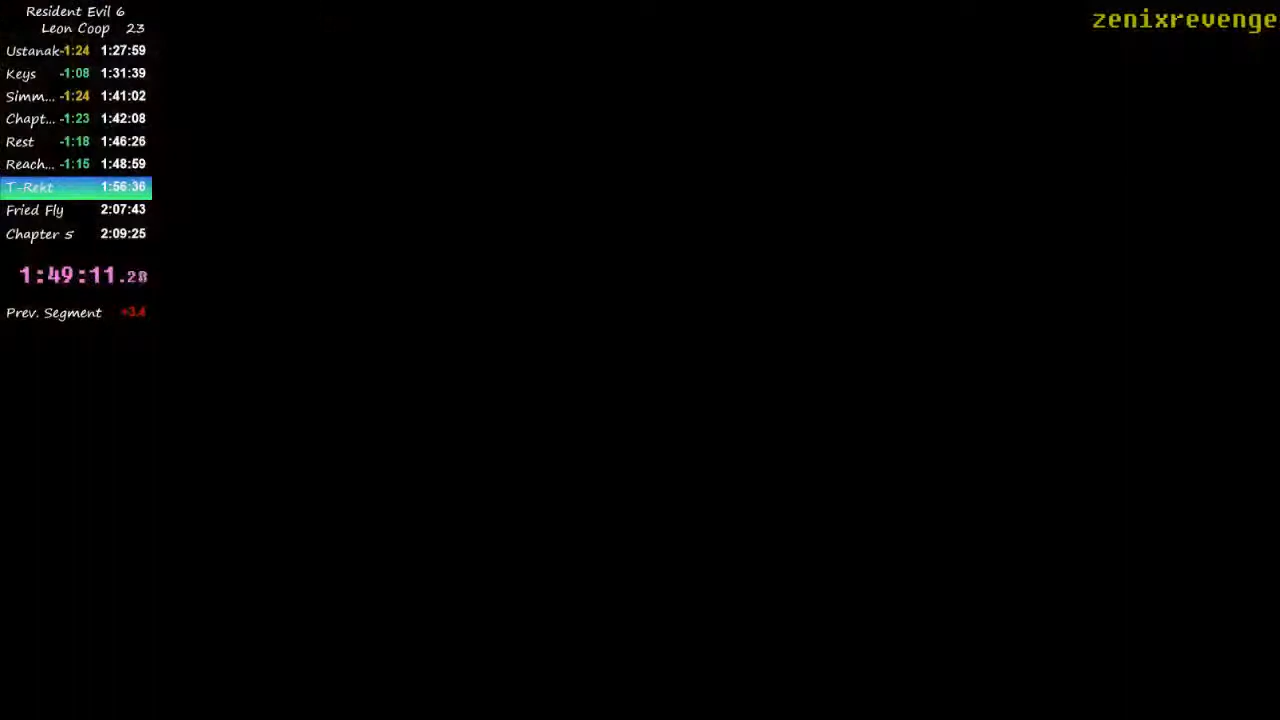 Resident Evil 6
Leon Coop 23
Ustanak -1:24 1:27:59
Keys -1:08 1:31:39
Simm... -1:24 1:41:02
Chapt... -1:23 1:42:08
Rest -1:18 1:46:26
Reach... -1:15 1:48:59
T-Rekt 1:56:36
Fried Fly 2:07:43
Chapter 5 2:09:25
1:49:11.28
Prev. Segment +3.4
zenixrevenge